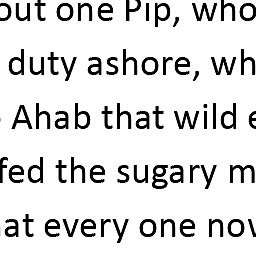 out one Pip, who
duty ashore, wh
Ahab that wild e
fed the sugary m
at every one nov